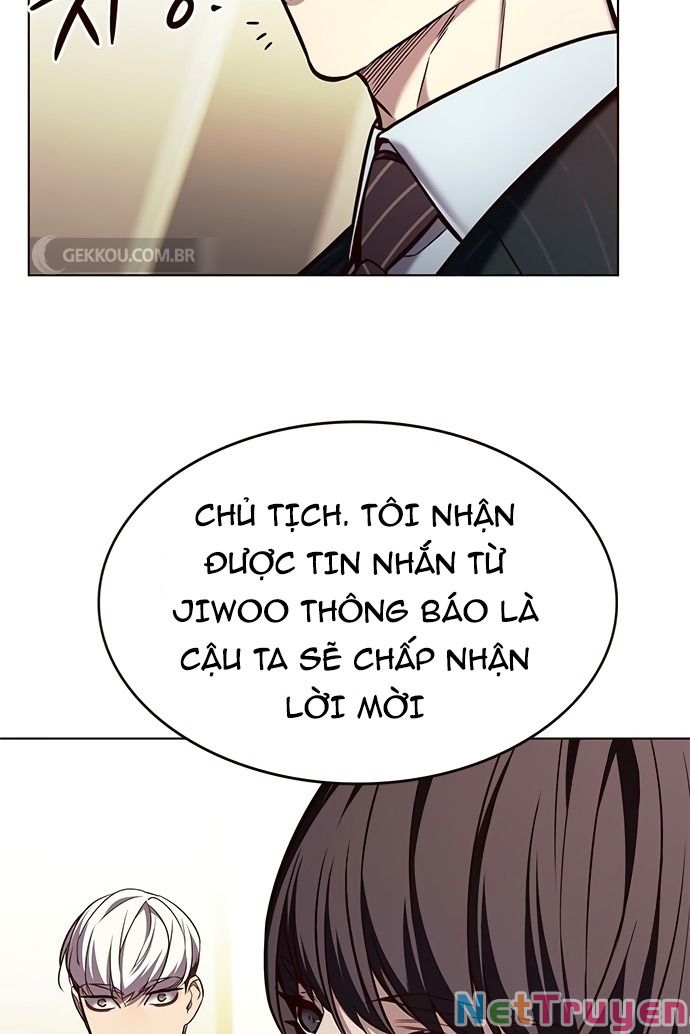 GEKKOU.COM.BR
CHỦ TỊCH. TÔI NHẬN
ĐƯỢC TIN NHẮN TỪ
JIWOO THÔNG BÁO LÀ
CẬU TA SẼ CHẤP NHẬN
LỜI MỜI
NetTruyen